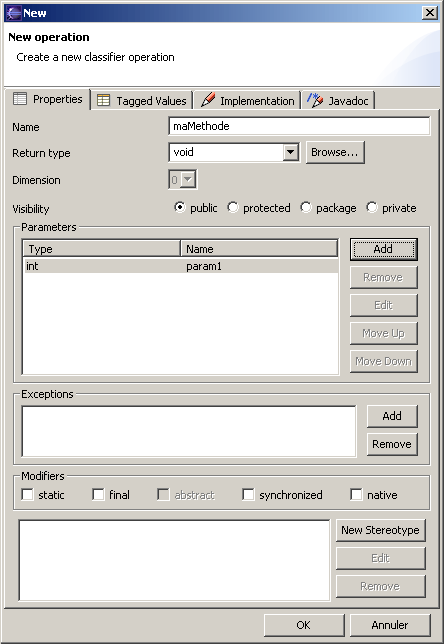 New
New operation
Create a new classifier operation
Properties Tagged Values Implementation Javadoc
Name maMethode
Return type void Browse...
Dimension 0
Visibility public protected package private
Parameters
Type Name Add
int param1
Remove
Edit
Move Up
Move Down
Exceptions
Add
Remove
Modifiers
static final abstract synchronized native
New Stereotype
Edit
Remove
OK Annuler